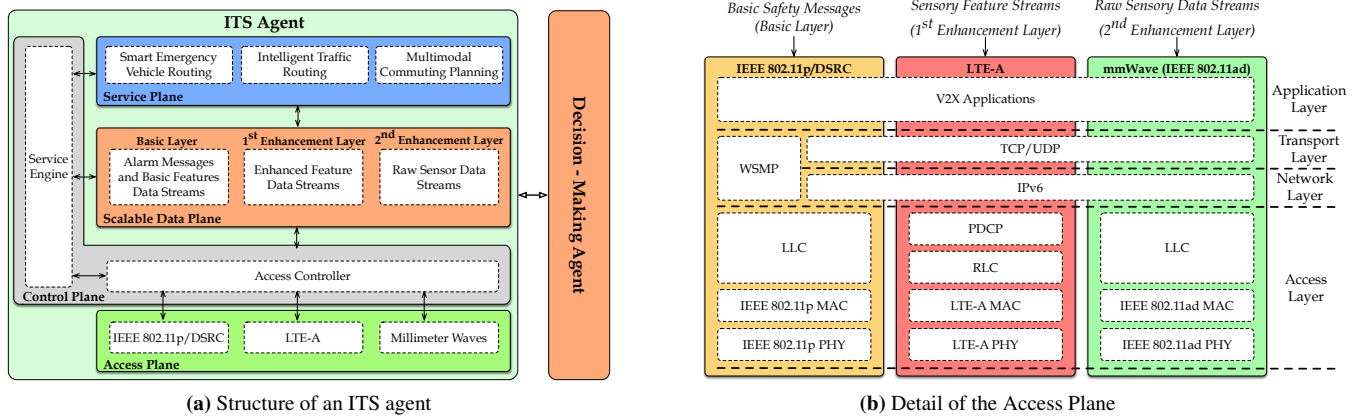 ITS Agent
Service
Engine
Smart Emergency
Vehicle Routing
Intelligent Traffic
Routing
Multimodal
Commuting Planning
Service Plane
Basic Layer
1st Enhancement Layer
2nd Enhancement Layer
Alarm Messages
and Basic Features
Data Streams
Enhanced Feature
Data Streams
Raw Sensor Data
Streams
Scalable Data Plane
Access Controller
Control Plane
IEEE 802.11p/DSRC
LTE-A
Millimeter Waves
Access Plane
Decision - Making Agent
(a) Structure of an ITS agent
Basic Safety Messages
(Basic Layer)
Sensory Feature Streams
(1st Enhancement Layer)
Raw Sensory Data Streams
(2nd Enhancement Layer)
IEEE 802.11p/DSRC
LTE-A
mmWave (IEEE 802.11ad)
V2X Applications
Application
Layer
WSMP
TCP/UDP
Transport
Layer
IPv6
Network
Layer
LLC
PDCP
RLC
LLC
IEEE 802.11p MAC
LTE-A MAC
IEEE 802.11ad MAC
IEEE 802.11p PHY
LTE-A PHY
IEEE 802.11ad PHY
Access
Layer
(b) Detail of the Access Plane